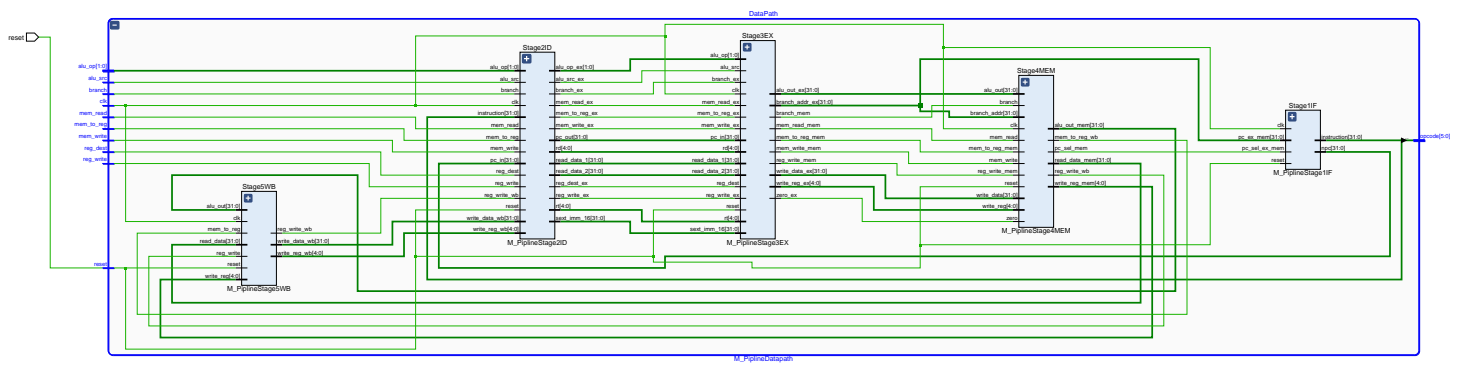 DataPath
reset
alu_op[1:0]
alu_src
branch
clk
mem_read
mem_to_reg
mem_write
reg_dest
reg_write
reset
Stage5WB
alu_out[31:0]
clk
mem_to_reg
read_data[31:0]
reg_write
reset
write_reg[4:0]
reg_write_wb
write_data_wb[31:0]
write_reg_wb[4:0]
M_PiplineStage5WB
Stage2ID
alu_op[1:0]
alu_src
branch
clk
instruction[31:0]
mem_read
mem_to_reg
mem_write
pc_in[31:0]
reg_dest
reg_write
reg_write_wb
reset
write_data_wb[31:0]
write_reg_wb[4:0]
alu_op_ex[1:0]
alu_src_ex
branch_ex
mem_read_ex
mem_to_reg_ex
mem_write_ex
pc_out[31:0]
rd[4:0]
read_data_1[31:0]
read_data_2[31:0]
reg_dest_ex
reg_write_ex
rt[4:0]
sext_imm_16[31:0]
M_PiplineStage2ID
Stage3EX
alu_op[1:0]
alu_src
branch_ex
clk
mem_read_ex
mem_to_reg_ex
mem_write_ex
pc_in[31:0]
rd[4:0]
read_data_1[31:0]
read_data_2[31:0]
reg_dest
reg_write_ex
reset
rt[4:0]
sext_imm_16[31:0]
alu_out_ex[31:0]
branch_addr_ex[31:0]
branch_mem
mem_read_mem
mem_to_reg_mem
mem_write_mem
reg_write_mem
write_data_ex[31:0]
write_reg_ex[4:0]
zero_ex
M_PiplineStage3EX
Stage4MEM
alu_out[31:0]
branch
branch_addr[31:0]
clk
mem_read
mem_to_reg_mem
mem_write
reg_write_mem
reset
write_data[31:0]
write_reg[4:0]
zero
alu_out_mem[31:0]
mem_to_reg_wb
pc_sel_mem
read_data_mem[31:0]
reg_write_wb
write_reg_mem[4:0]
M_PiplineStage4MEM
Stage1IF
clk
pc_ex_mem[31:0]
pc_sel_ex_mem
reset
instruction[31:0]
npc[31:0]
M_PiplineStage1IF
opcode[5:0]
M_PiplineDatapath